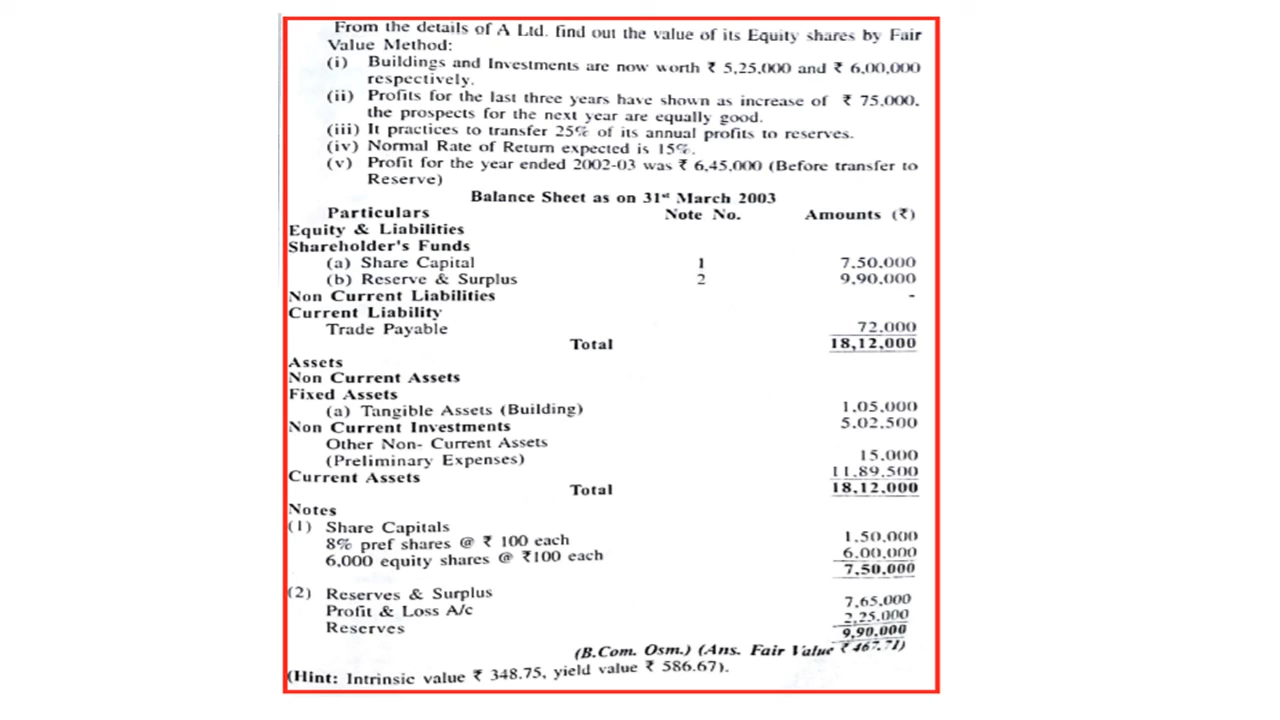 From the details of A Ltd. find out the value of its Equity shares by Fair
Value Method:
(i) Buildings and Investments are now worth ₹ 5,25,000 and ₹ 6,00,000
respectively.
(ii) Profits for the last three years have shown as increase of ₹ 75,000,
the prospects for the next year are equally good.
(iii) It practices to transfer 25% of its annual profits to reserves.
(iv) Normal Rate of Return expected is 15%.
(v) Profit for the year ended 2002-03 was ₹ 6,45,000 (Before transfer to
Reserve)
Balance Sheet as on 31st March 2003
Particulars Note No. Amounts (₹)
Equity & Liabilities
Shareholder's Funds
(a) Share Capital 1 7,50,000
(b) Reserve & Surplus 2 9,90,000
Non Current Liabilities -
Current Liability
Trade Payable 72,000
Total 18,12,000
Assets
Non Current Assets
Fixed Assets
(a) Tangible Assets (Building) 1,05,000
Non Current Investments 5,02,500
Other Non- Current Assets
(Preliminary Expenses) 15,000
Current Assets 11,89,500
Total 18,12,000
Notes
(1) Share Capitals
8% pref shares @ ₹ 100 each 1,50,000
6,000 equity shares @ ₹100 each 6,00,000
7,50,000
(2) Reserves & Surplus
Profit & Loss A/c 7,65,000
Reserves 2,25,000
9,90,000
(B.Com. Osm.) (Ans. Fair Value ₹ 467.71)
(Hint: Intrinsic value ₹ 348.75, yield value ₹ 586.67).